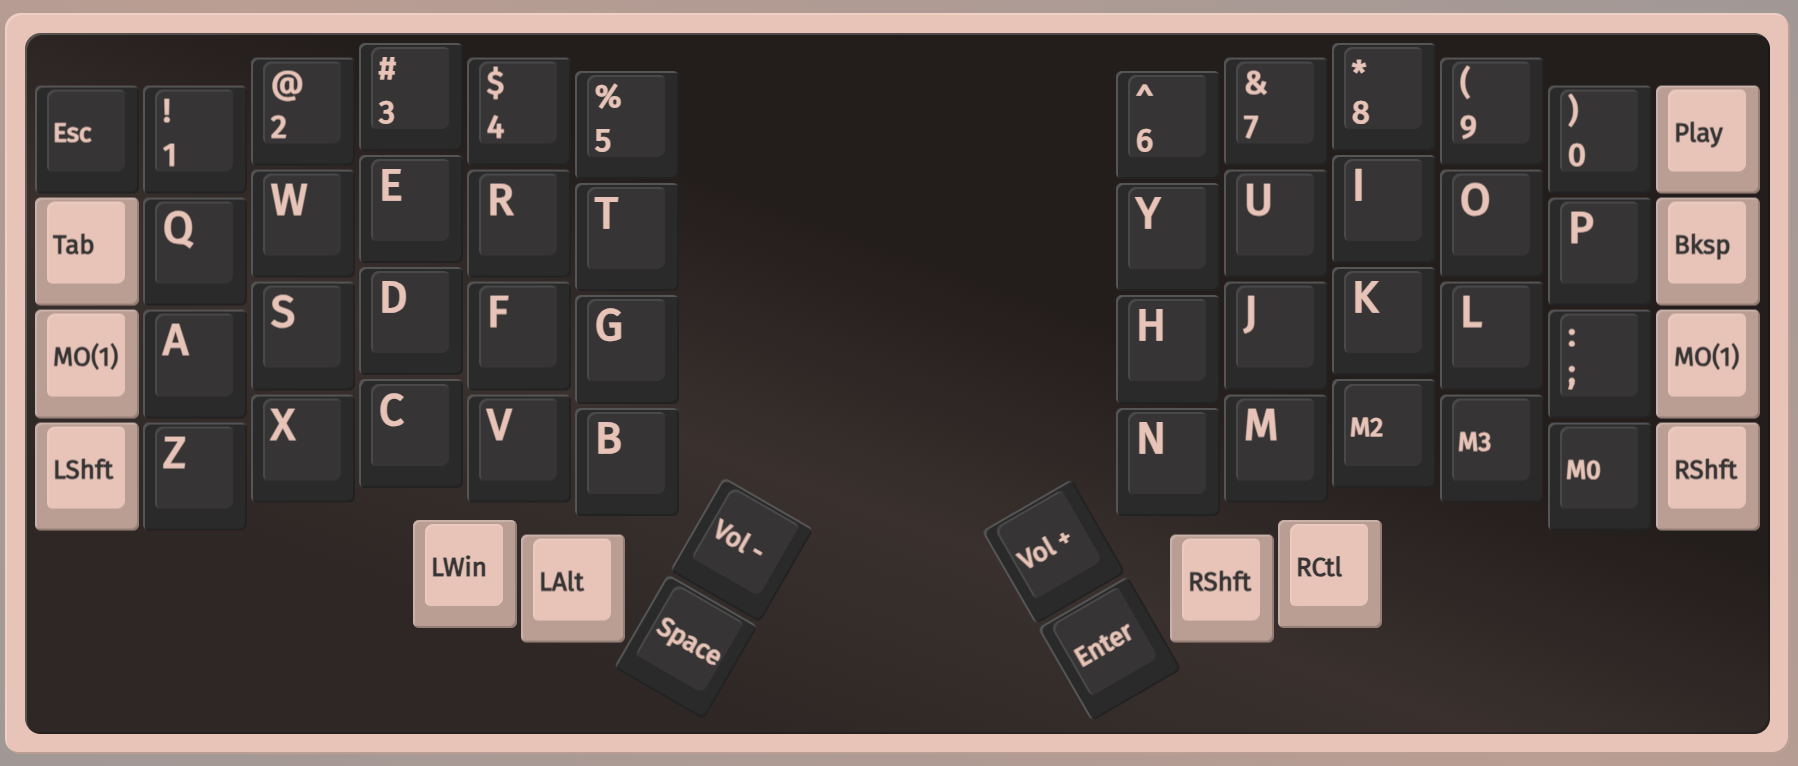 Esc ! @ # $ % ^ & * ( ) Play
1 2 3 4 5 6 7 8 9 0
Tab Q W E R T Y U I O P Bksp
MO(1) A S D F G H J K L : MO(1)
;
LShft Z X C V B N M M2 M3 M0 RShft
LWin LAlt Vol - Vol + RShft RCtl
Space Enter